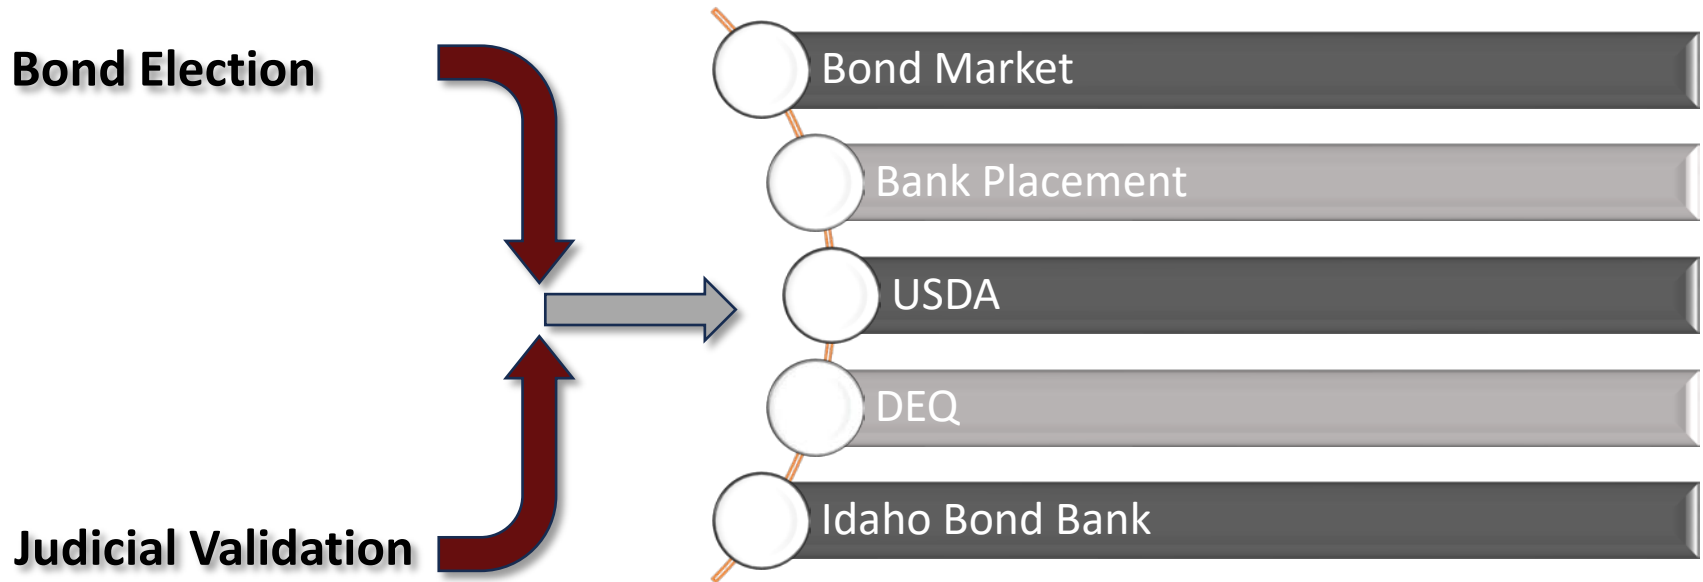 Bond Election
Judicial Validation
Bond Market
Bank Placement
USDA
DEQ
Idaho Bond Bank